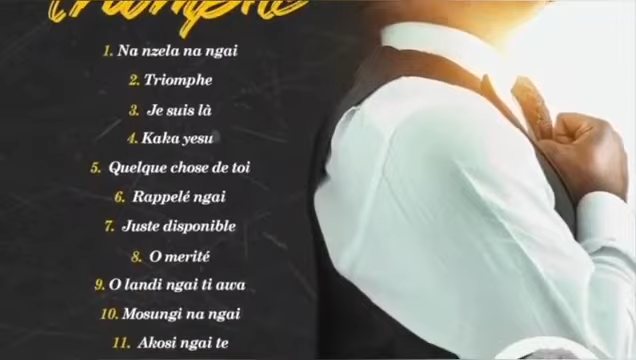 Triomphe
1. Na nzela na ngai
2. Triomphe
3. Je suis là
4. Kaka yesu
5. Quelque chose de toi
6. Rappelé ngai
7. Juste disponible
8. O merité
9. O landi ngai ti awa
10. Mosungi na ngai
11. Akosi ngai te